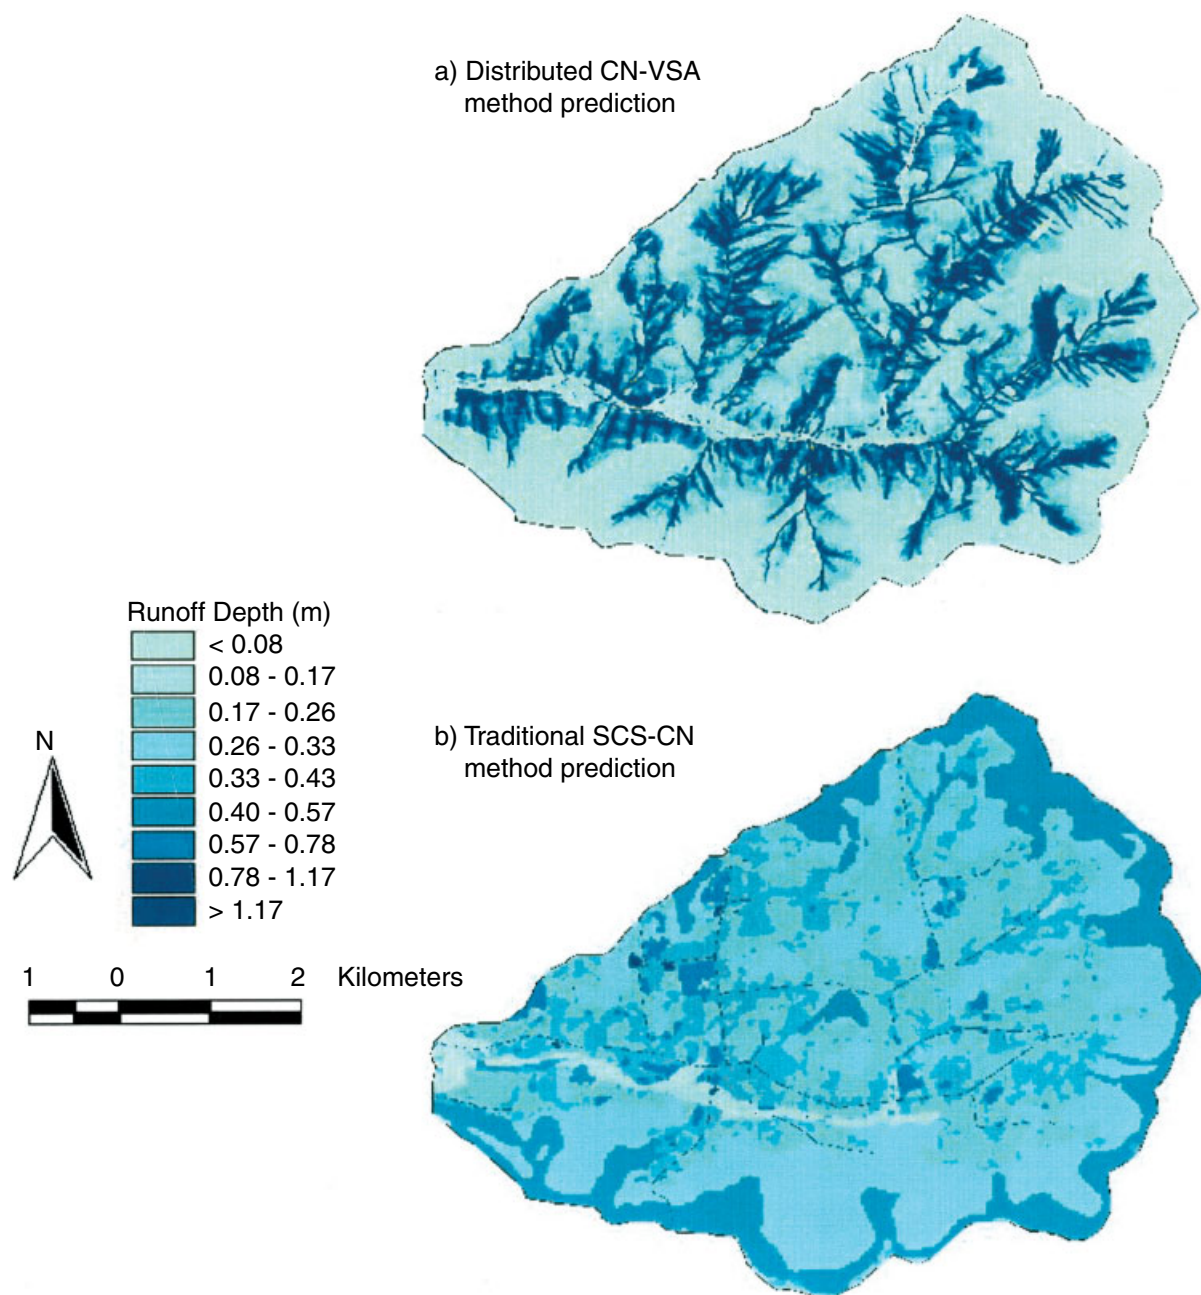 a) Distributed CN-VSA
method prediction
Runoff Depth (m)
< 0.08
0.08 - 0.17
0.17 - 0.26
0.26 - 0.33
0.33 - 0.43
0.40 - 0.57
0.57 - 0.78
0.78 - 1.17
> 1.17
b) Traditional SCS-CN
method prediction
N
1 0 1 2 Kilometers